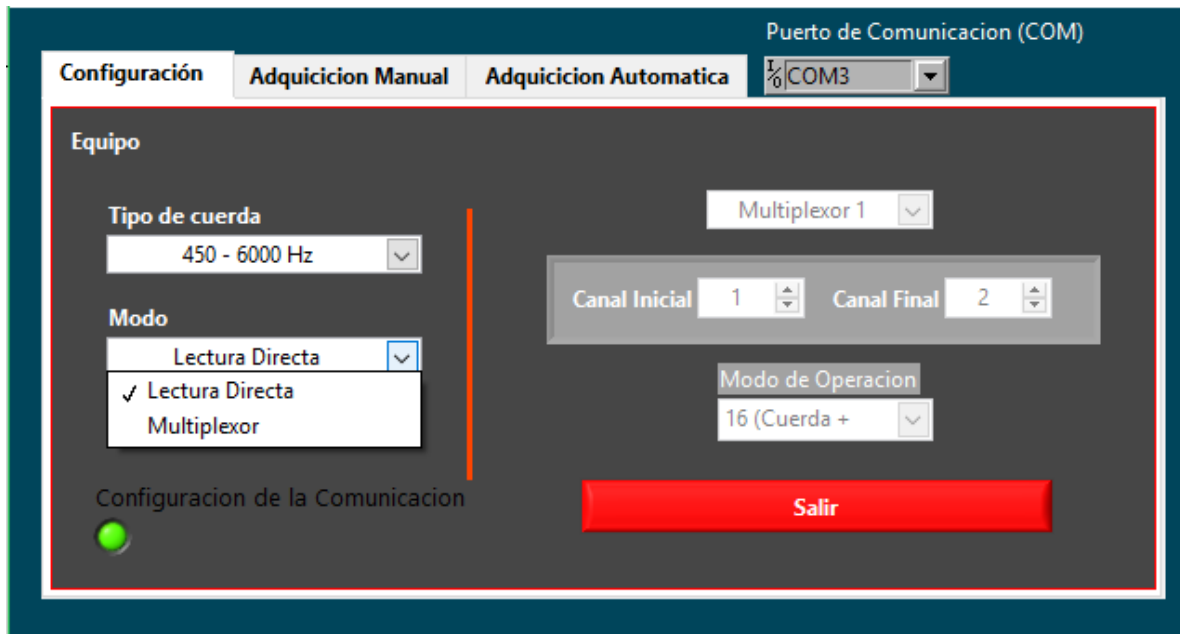 Puerto de Comunicacion (COM)
Configuración
Adquicicion Manual
Adquicicion Automatica
I/O COM3
Equipo
Tipo de cuerda
450 - 6000 Hz
Modo
Lectura Directa
✓ Lectura Directa
Multiplexor
Configuracion de la Comunicacion
Multiplexor 1
Canal Inicial 1 Canal Final 2
Modo de Operacion
16 (Cuerda +
Salir